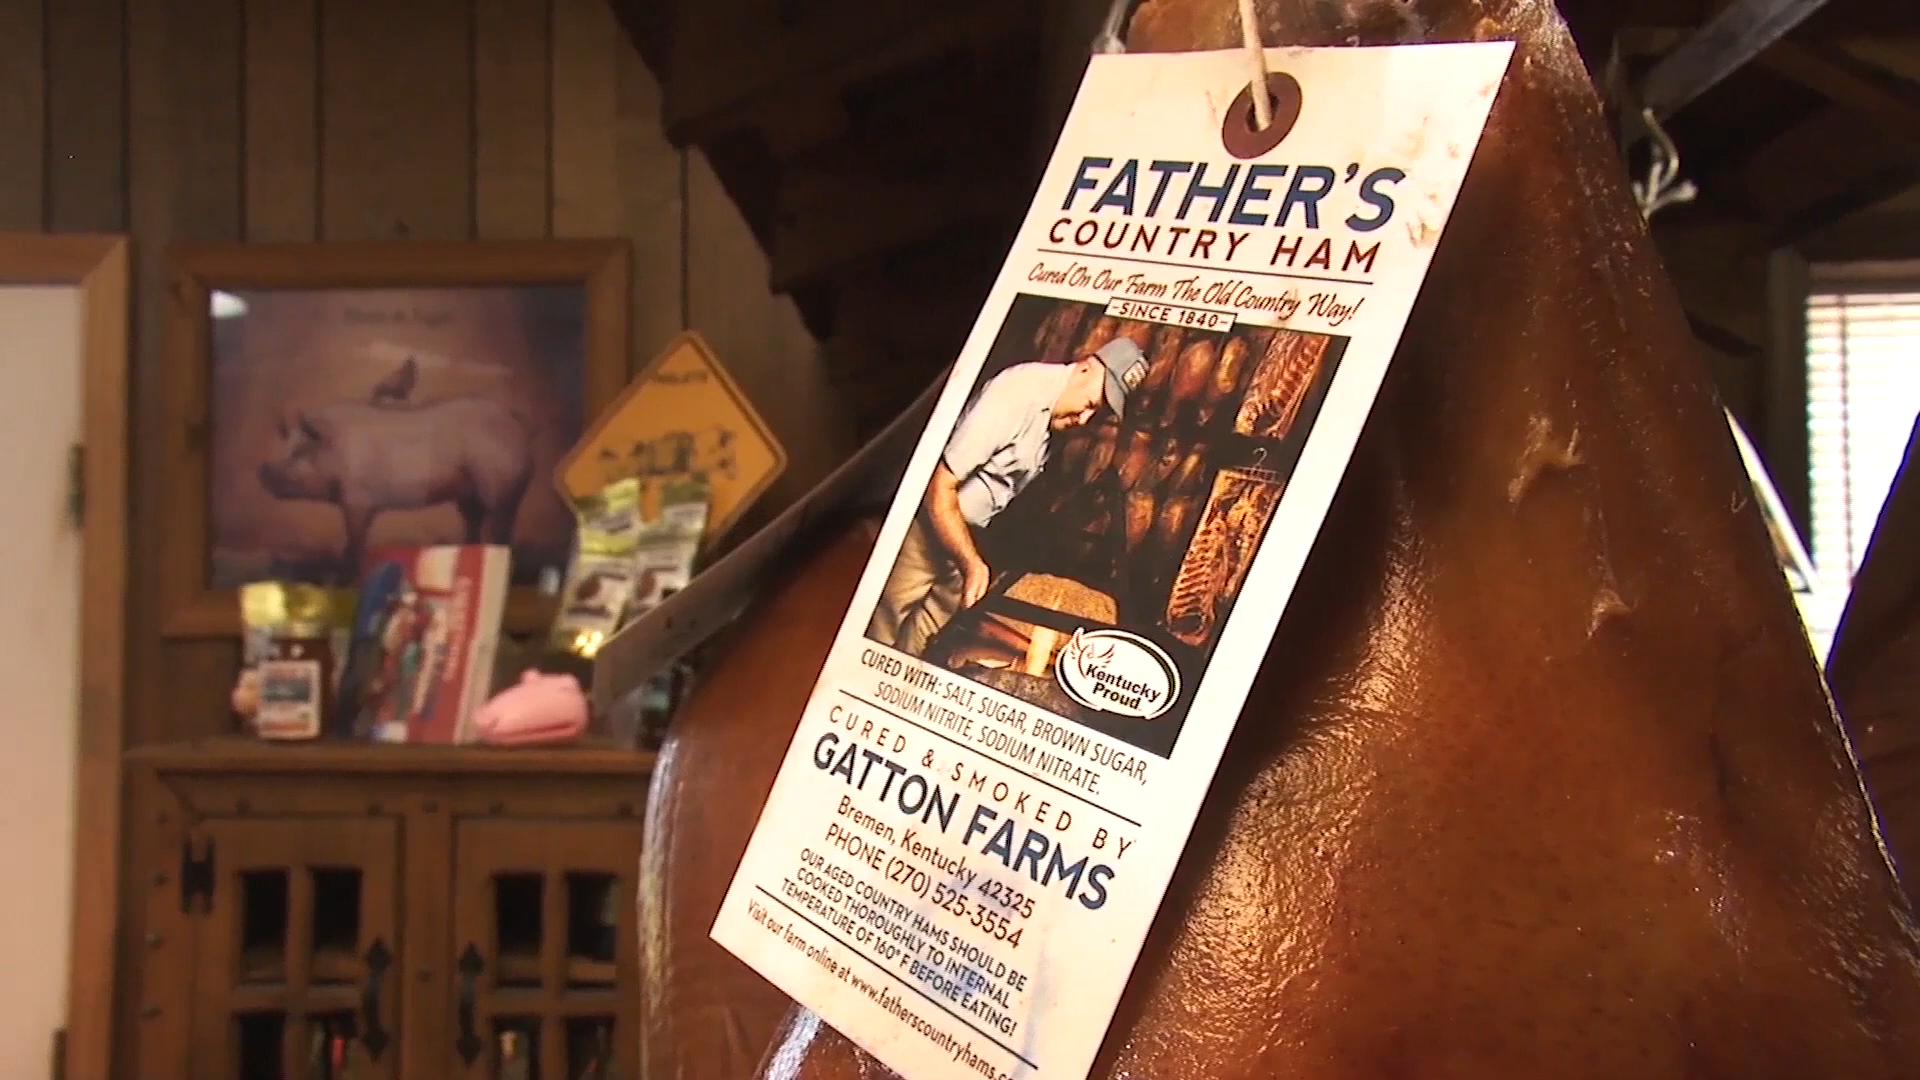 FATHER'S
COUNTRY HAM
Cured On Our Farm The Old Country Way!
-SINCE 1840-
Kentucky
Proud
CURED WITH: SALT, SUGAR, BROWN SUGAR,
SODIUM NITRITE, SODIUM NITRATE.
CURED & SMOKED BY
GATTON FARMS
Bremen, Kentucky 42325
PHONE (270) 525-3554
OUR AGED COUNTRY HAMS SHOULD BE
COOKED THOROUGHLY TO INTERNAL
TEMPERATURE OF 160° F BEFORE EATING!
Visit our farm online at www.fatherscountryhams.c